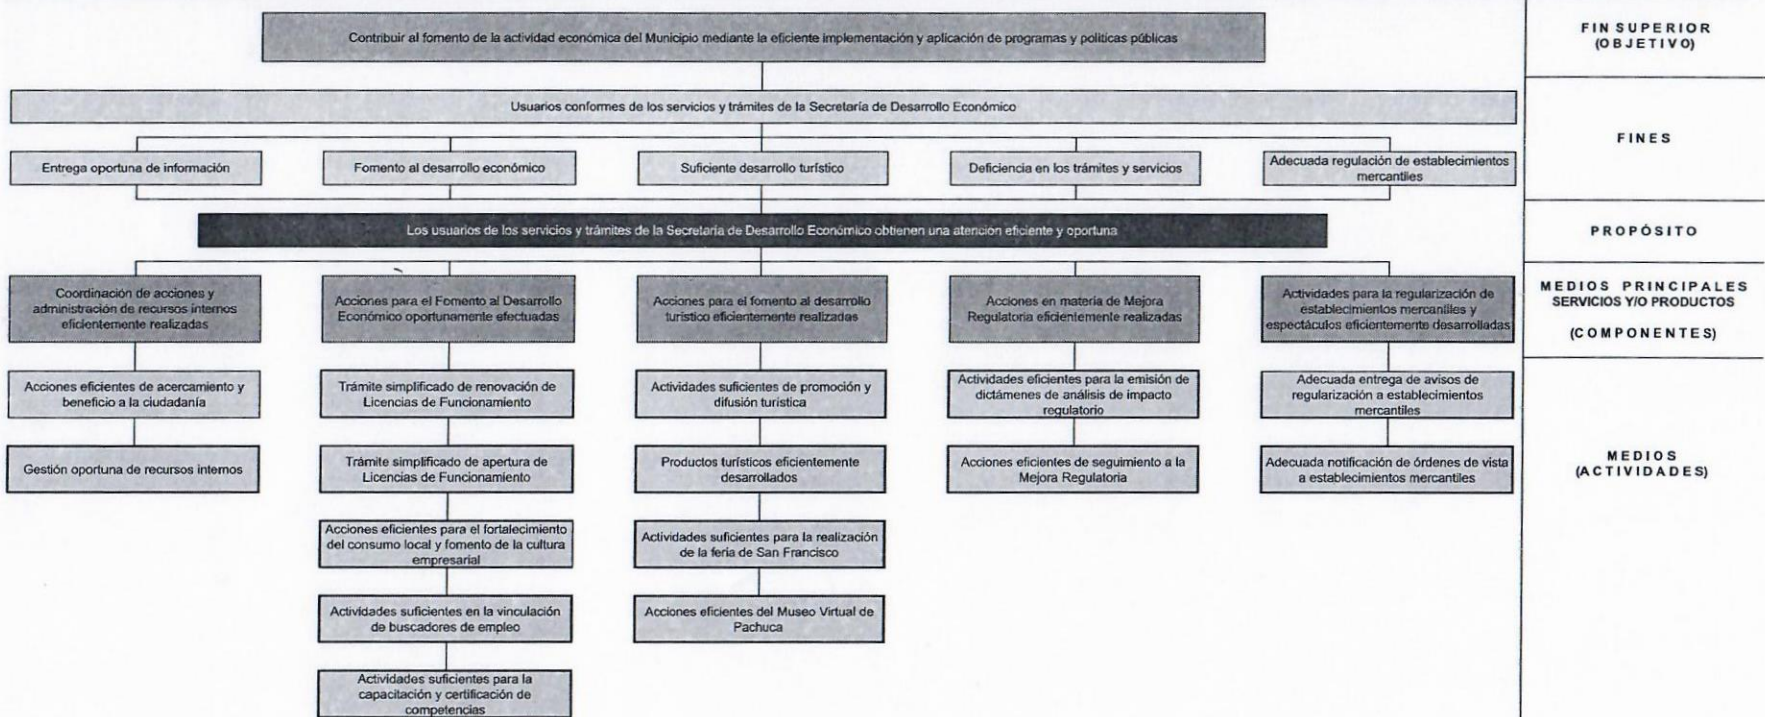 Contribuir al fomento de la actividad económica del Municipio mediante la eficiente implementación y aplicación de programas y políticas públicas
FIN SUPERIOR
(OBJETIVO)
Usuarios conformes de los servicios y trámites de la Secretaría de Desarrollo Económico
FINES
Entrega oportuna de información
Fomento al desarrollo económico
Suficiente desarrollo turístico
Deficiencia en los trámites y servicios
Adecuada regulación de establecimientos
mercantiles
Los usuarios de los servicios y trámites de la Secretaría de Desarrollo Económico obtienen una atención eficiente y oportuna
PROPÓSITO
Coordinación de acciones y
administración de recursos internos
eficientemente realizadas
Acciones para el Fomento al Desarrollo
Económico oportunamente efectuadas
Acciones para el fomento al desarrollo
turístico eficientemente realizadas
Acciones en materia de Mejora
Regulatoria eficientemente realizadas
Actividades para la regularización de
establecimientos mercantiles y
espectáculos eficientemente desarrolladas
MEDIOS PRINCIPALES
SERVICIOS Y/O PRODUCTOS
(COMPONENTES)
Acciones eficientes de acercamiento y
beneficio a la ciudadanía
Trámite simplificado de renovación de
Licencias de Funcionamiento
Actividades suficientes de promoción y
difusión turística
Actividades eficientes para la emisión de
dictámenes de análisis de impacto
regulatorio
Adecuada entrega de avisos de
regularización a establecimientos
mercantiles
Gestión oportuna de recursos internos
Trámite simplificado de apertura de
Licencias de Funcionamiento
Productos turísticos eficientemente
desarrollados
Acciones eficientes de seguimiento a la
Mejora Regulatoria
Adecuada notificación de órdenes de vista
a establecimientos mercantiles
MEDIOS
(ACTIVIDADES)
Acciones eficientes para el fortalecimiento
del consumo local y fomento de la cultura
empresarial
Actividades suficientes para la realización
de la feria de San Francisco
Actividades suficientes en la vinculación
de buscadores de empleo
Acciones eficientes del Museo Virtual de
Pachuca
Actividades suficientes para la
capacitación y certificación de
competencias